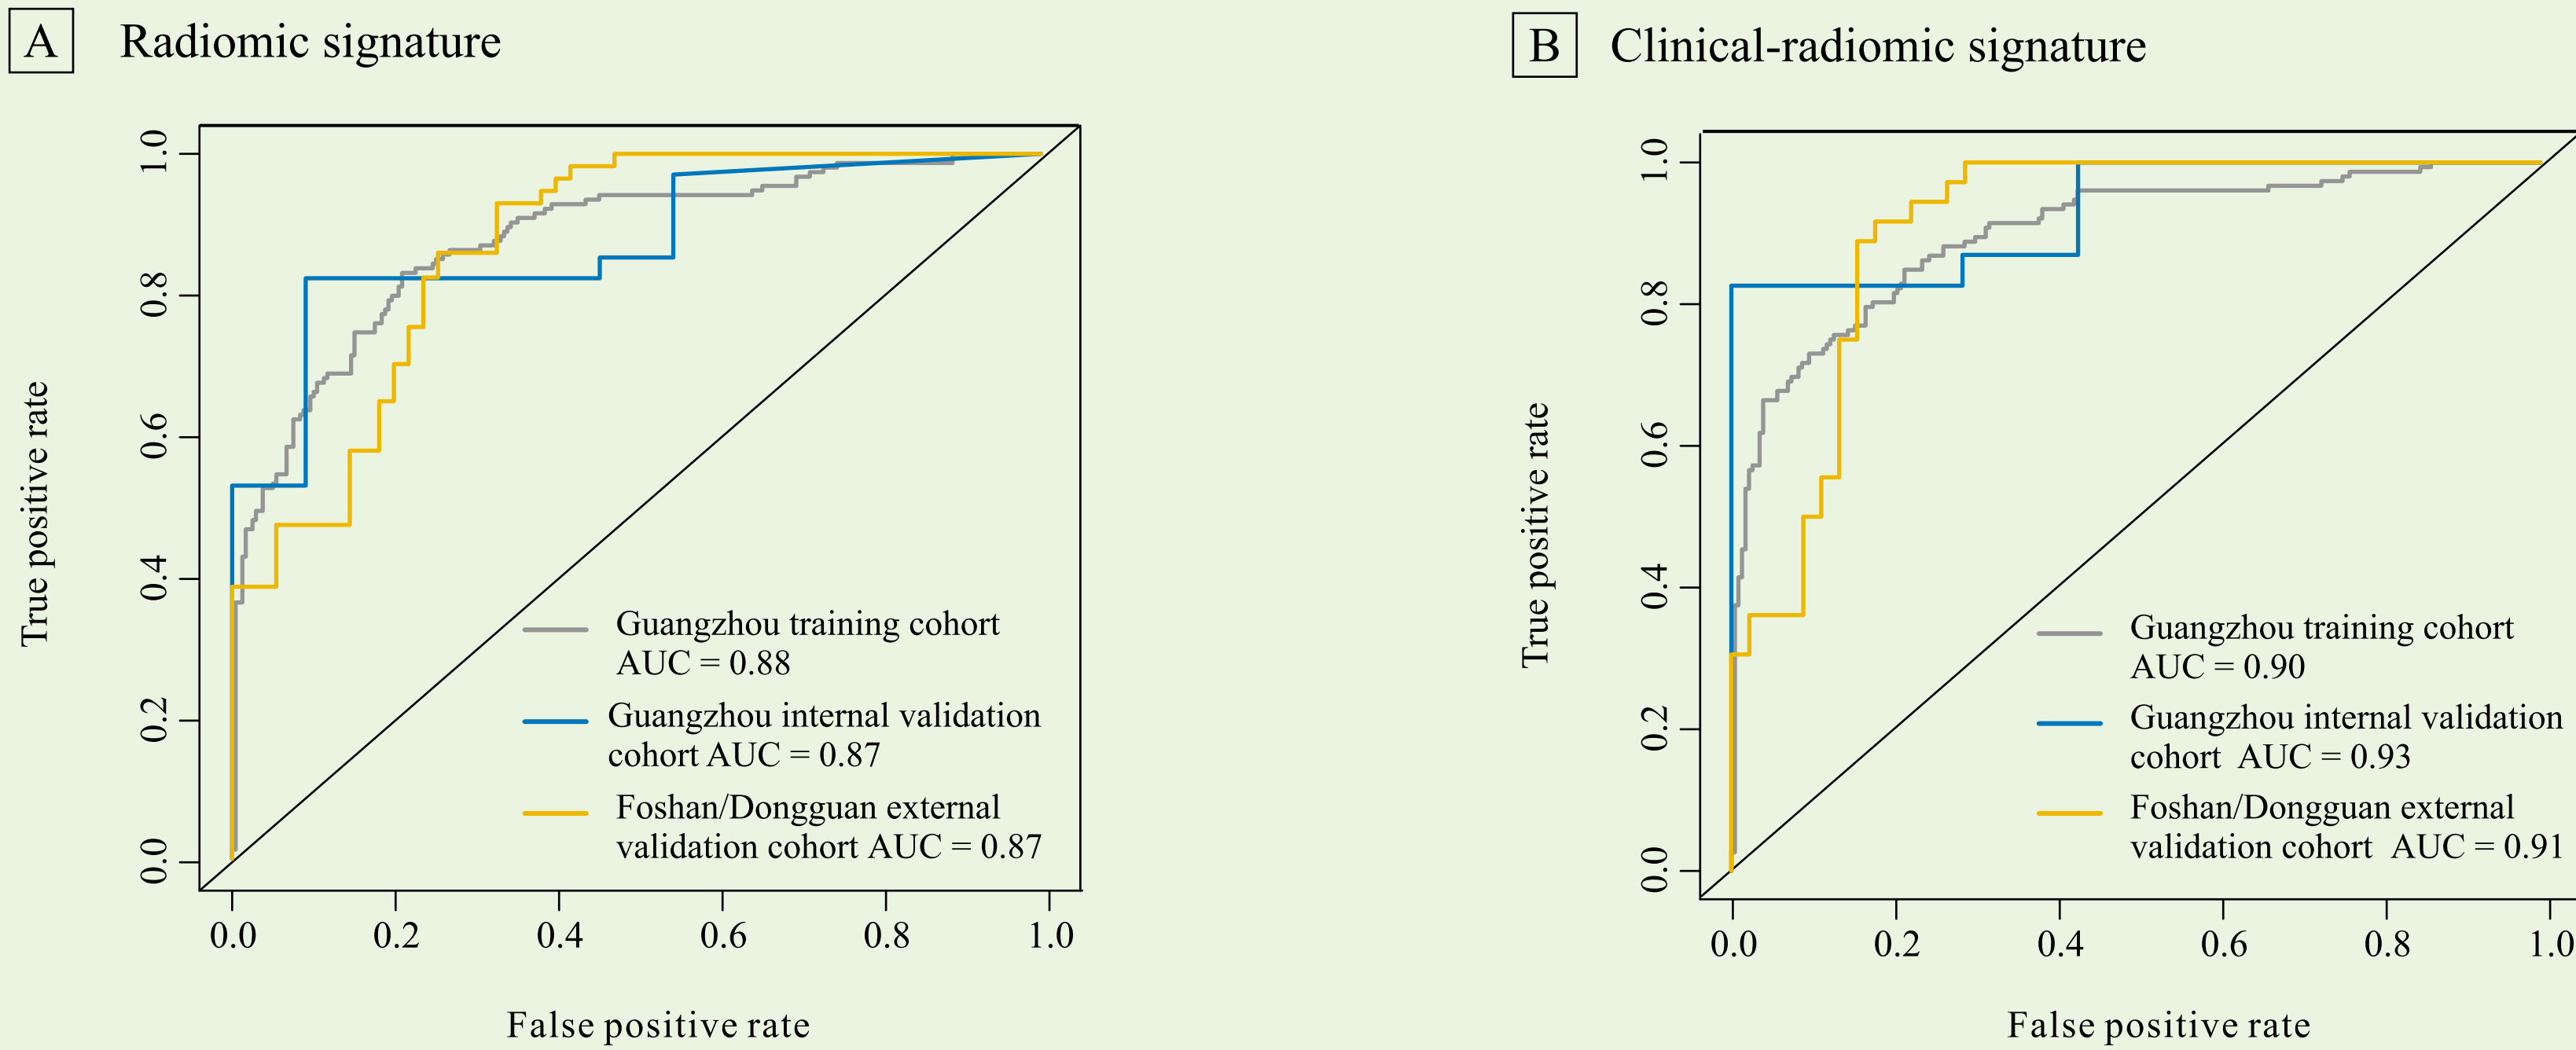 A Radiomic signature
True positive rate
1.0
0.8
0.6
0.4
0.2
0.0
Guangzhou training cohort
AUC = 0.88
Guangzhou internal validation
cohort AUC = 0.87
Foshan/Dongguan external
validation cohort AUC = 0.87
0.0 0.2 0.4 0.6 0.8 1.0
False positive rate
B Clinical-radiomic signature
True positive rate
1.0
0.8
0.6
0.4
0.2
0.0
Guangzhou training cohort
AUC = 0.90
Guangzhou internal validation
cohort AUC = 0.93
Foshan/Dongguan external
validation cohort AUC = 0.91
0.0 0.2 0.4 0.6 0.8 1.0
False positive rate